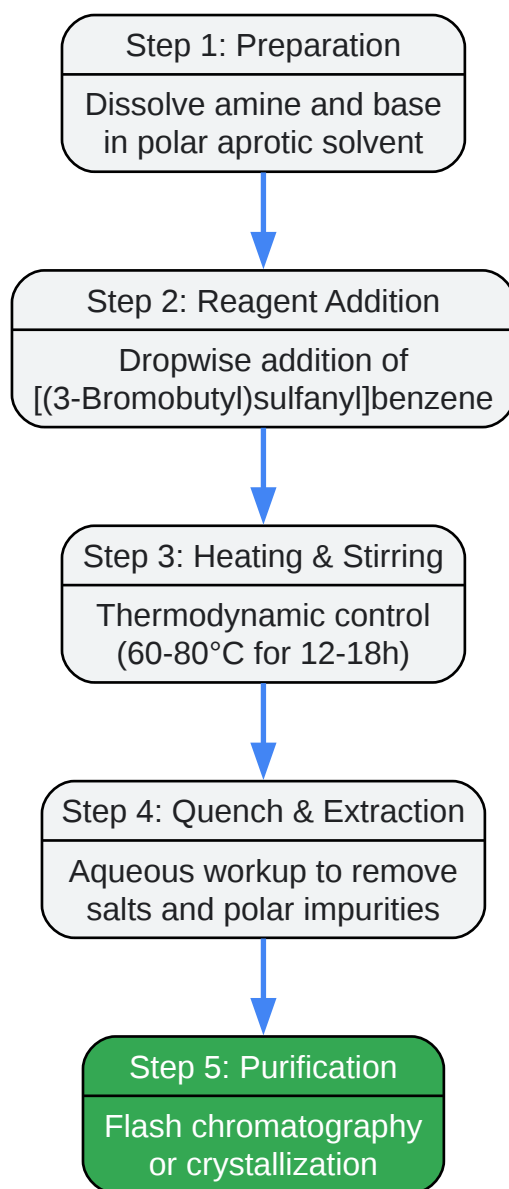 Step 1: Preparation
Dissolve amine and base
in polar aprotic solvent
Step 2: Reagent Addition
Dropwise addition of
[(3-Bromobutyl)sulfanyl]benzene
Step 3: Heating & Stirring
Thermodynamic control
(60-80°C for 12-18h)
Step 4: Quench & Extraction
Aqueous workup to remove
salts and polar impurities
Step 5: Purification
Flash chromatography
or crystallization